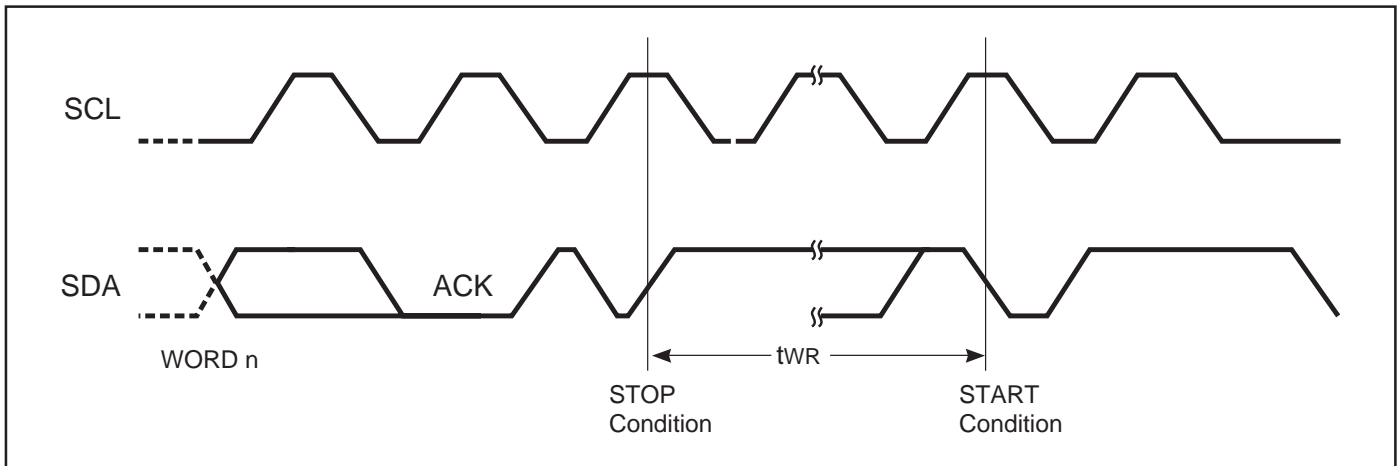 SCL
SDA
ACK
WORD n
tWR
STOP
Condition
START
Condition